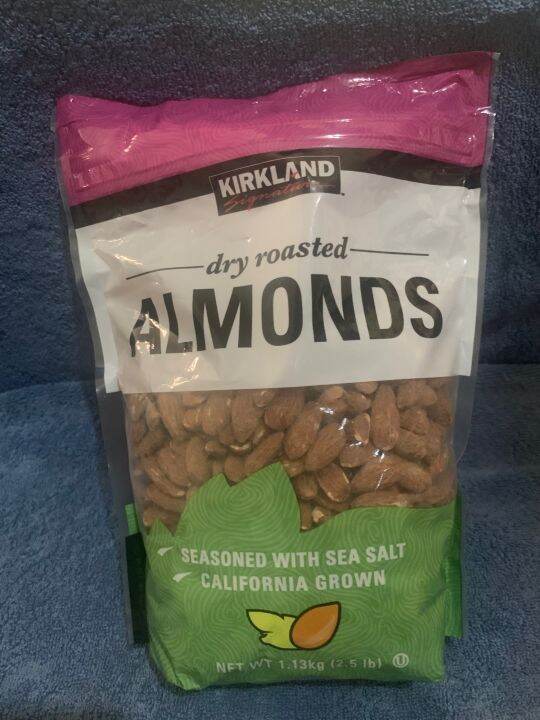 KIRKLAND
Signature
dry roasted
ALMONDS
SEASONED WITH SEA SALT
CALIFORNIA GROWN
NET WT 1.13kg (2.5 lb) U